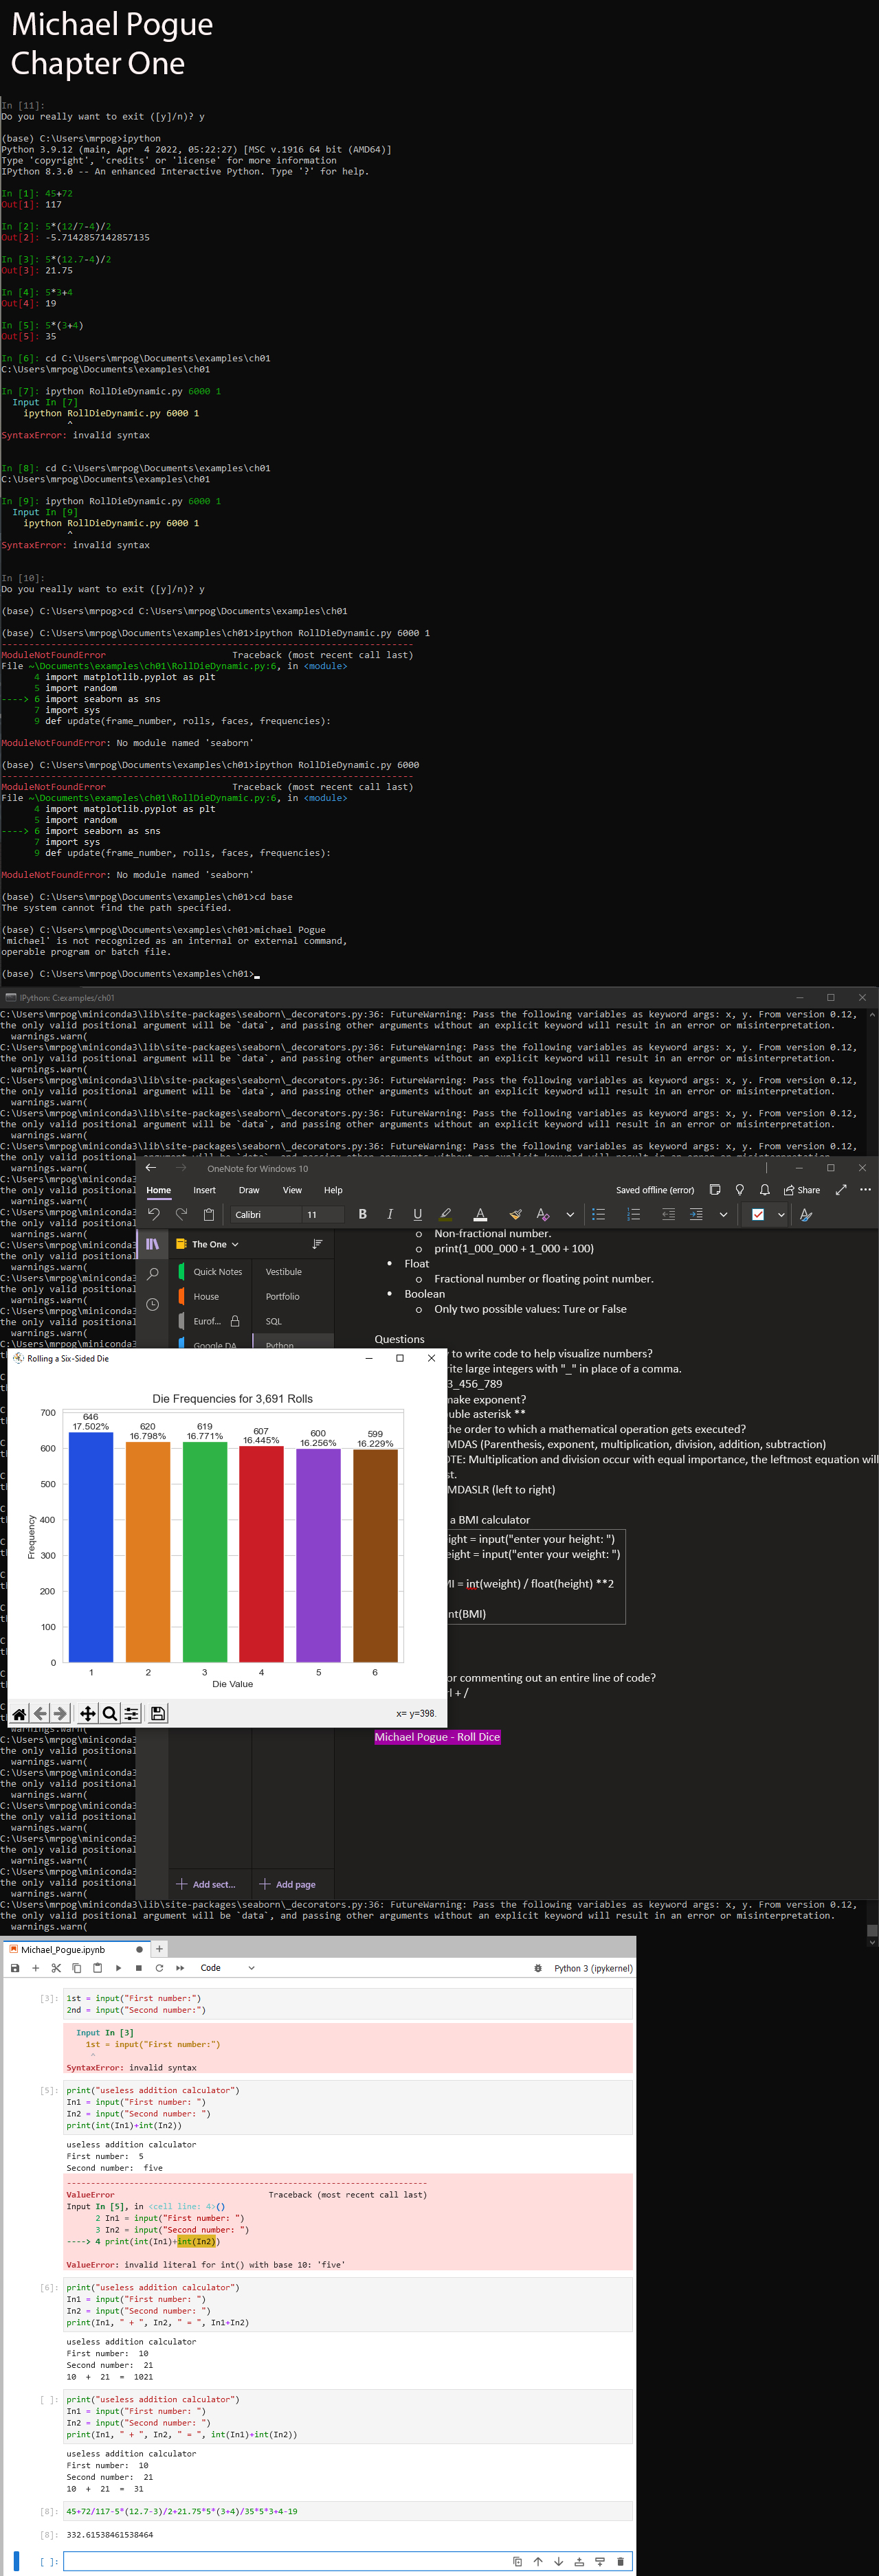 Michael Pogue
Chapter One
In [11]:
Do you really want to exit ([y]/n)? y
(base) C:\Users\mrpog>ipython
Python 3.9.12 (main, Apr  4 2022, 05:22:27) [MSC v.1916 64 bit (AMD64)]
Type 'copyright', 'credits' or 'license' for more information
IPython 8.3.0 -- An enhanced Interactive Python. Type '?' for help.
In [1]: 45+72
Out[1]: 117
In [2]: 5*(12/7-4)/2
Out[2]: -5.7142857142857135
In [3]: 5*(12.7-4)/2
Out[3]: 21.75
In [4]: 5*3+4
Out[4]: 19
In [5]: 5*(3+4)
Out[5]: 35
In [6]: cd C:\Users\mrpog\Documents\examples\ch01
C:\Users\mrpog\Documents\examples\ch01
In [7]: ipython RollDieDynamic.py 6000 1
Input In [7]
ipython RollDieDynamic.py 6000 1
^
SyntaxError: invalid syntax
In [8]: cd C:\Users\mrpog\Documents\examples\ch01
C:\Users\mrpog\Documents\examples\ch01
In [9]: ipython RollDieDynamic.py 6000 1
Input In [9]
ipython RollDieDynamic.py 6000 1
^
SyntaxError: invalid syntax
In [10]:
Do you really want to exit ([y]/n)? y
(base) C:\Users\mrpog>cd C:\Users\mrpog\Documents\examples\ch01
(base) C:\Users\mrpog\Documents\examples\ch01>ipython RollDieDynamic.py 6000 1
---------------------------------------------------------------------------
ModuleNotFoundError                       Traceback (most recent call last)
File ~\Documents\examples\ch01\RollDieDynamic.py:6, in <module>
4 import matplotlib.pyplot as plt
5 import random
----> 6 import seaborn as sns
7 import sys
9 def update(frame_number, rolls, faces, frequencies):
ModuleNotFoundError: No module named 'seaborn'
(base) C:\Users\mrpog\Documents\examples\ch01>ipython RollDieDynamic.py 6000
---------------------------------------------------------------------------
ModuleNotFoundError                       Traceback (most recent call last)
File ~\Documents\examples\ch01\RollDieDynamic.py:6, in <module>
4 import matplotlib.pyplot as plt
5 import random
----> 6 import seaborn as sns
7 import sys
9 def update(frame_number, rolls, faces, frequencies):
ModuleNotFoundError: No module named 'seaborn'
(base) C:\Users\mrpog\Documents\examples\ch01>cd base
The system cannot find the path specified.
(base) C:\Users\mrpog\Documents\examples\ch01>michael Pogue
'michael' is not recognized as an internal or external command,
operable program or batch file.
(base) C:\Users\mrpog\Documents\examples\ch01>
IPython: C:examples/ch01
C:\Users\mrpog\miniconda3\lib\site-packages\seaborn\_decorators.py:36: FutureWarning: Pass the following variables as keyword args: x, y. From version 0.12,
the only valid positional argument will be `data`, and passing other arguments without an explicit keyword will result in an error or misinterpretation.
warnings.warn(
C:\Users\mrpog\miniconda3\lib\site-packages\seaborn\_decorators.py:36: FutureWarning: Pass the following variables as keyword args: x, y. From version 0.12,
the only valid positional argument will be `data`, and passing other arguments without an explicit keyword will result in an error or misinterpretation.
warnings.warn(
C:\Users\mrpog\miniconda3\lib\site-packages\seaborn\_decorators.py:36: FutureWarning: Pass the following variables as keyword args: x, y. From version 0.12,
the only valid positional argument will be `data`, and passing other arguments without an explicit keyword will result in an error or misinterpretation.
warnings.warn(
C:\Users\mrpog\miniconda3\lib\site-packages\seaborn\_decorators.py:36: FutureWarning: Pass the following variables as keyword args: x, y. From version 0.12,
the only valid positional argument will be `data`, and passing other arguments without an explicit keyword will result in an error or misinterpretation.
warnings.warn(
C:\Users\mrpog\miniconda3\lib\site-packages\seaborn\_decorators.py:36: FutureWarning: Pass the following variables as keyword args: x, y. From version 0.12,
OneNote for Windows 10
Home Insert Draw View Help
Saved offline (error) Share
Calibri 11
The One
Quick Notes
House
Eurof...
Google DA
Vestibule
Portfolio
SQL
Python
Non-fractional number.
print(1_000_000 + 1_000 + 100)
Float
Fractional number or floating point number.
Boolean
Only two possible values: Ture or False
Questions
to write code to help visualize numbers?
rite large integers with "_" in place of a comma.
3_456_789
make exponent?
uble asterisk **
the order to which a mathematical operation gets executed?
MDAS (Parenthesis, exponent, multiplication, division, addition, subtraction)
OTE: Multiplication and division occur with equal importance, the leftmost equation will
st.
MDASLR (left to right)
a BMI calculator
ight = input("enter your height: ")
eight = input("enter your weight: ")
MI = int(weight) / float(height) **2
nt(BMI)
or commenting out an entire line of code?
rl + /
Michael Pogue - Roll Dice
Add sect...
Add page
Rolling a Six-Sided Die
Die Frequencies for 3,691 Rolls
Frequency
700
600
500
400
300
200
100
0
646
17.502%
620
16.798%
619
16.771%
607
16.445%
600
16.256%
599
16.229%
1 2 3 4 5 6
Die Value
x= y=398.
C:\Users\mrpog\miniconda3
the only valid positional
warnings.warn(
C:\Users\mrpog\miniconda3
the only valid positional
warnings.warn(
C:\Users\mrpog\miniconda3
the only valid positional
warnings.warn(
C:\Users\mrpog\miniconda3
the only valid positional
warnings.warn(
C:\Users\mrpog\miniconda3
the only valid positional
warnings.warn(
C:\Users\mrpog\miniconda3\lib\site-packages\seaborn\_decorators.py:36: FutureWarning: Pass the following variables as keyword args: x, y. From version 0.12,
the only valid positional argument will be `data`, and passing other arguments without an explicit keyword will result in an error or misinterpretation.
warnings.warn(
Michael_Pogue.ipynb
Code
Python 3 (ipykernel)
[3]: 1st = input("First number:")
2nd = input("Second number:")
Input In [3]
1st = input("First number:")
^
SyntaxError: invalid syntax
[5]: print("useless addition calculator")
In1 = input("First number: ")
In2 = input("Second number: ")
print(int(In1)+int(In2))
useless addition calculator
First number:  5
Second number:  five
---------------------------------------------------------------------------
ValueError                                Traceback (most recent call last)
Input In [5], in <cell line: 4>()
2 In1 = input("First number: ")
3 In2 = input("Second number: ")
----> 4 print(int(In1)+int(In2))
ValueError: invalid literal for int() with base 10: 'five'
[6]: print("useless addition calculator")
In1 = input("First number: ")
In2 = input("Second number: ")
print(In1, " + ", In2, " = ", In1+In2)
useless addition calculator
First number:  10
Second number:  21
10  +  21  =  1021
[ ]: print("useless addition calculator")
In1 = input("First number: ")
In2 = input("Second number: ")
print(In1, " + ", In2, " = ", int(In1)+int(In2))
useless addition calculator
First number:  10
Second number:  21
10  +  21  =  31
[8]: 45+72/117-5*(12.7-3)/2+21.75*5*(3+4)/35*5*3+4-19
[8]: 332.61538461538464
[ ]: